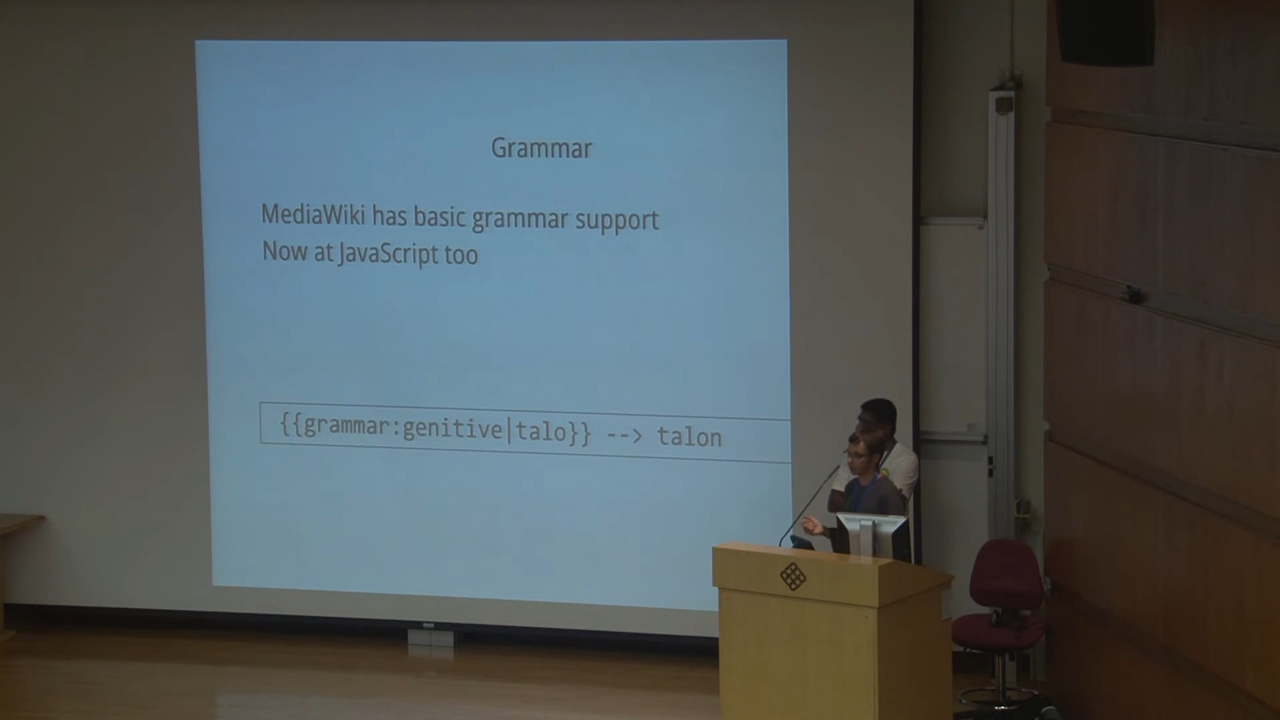 Grammar
MediaWiki has basic grammar support
Now at JavaScript too
{{grammar:genitive|talo}} --> talon